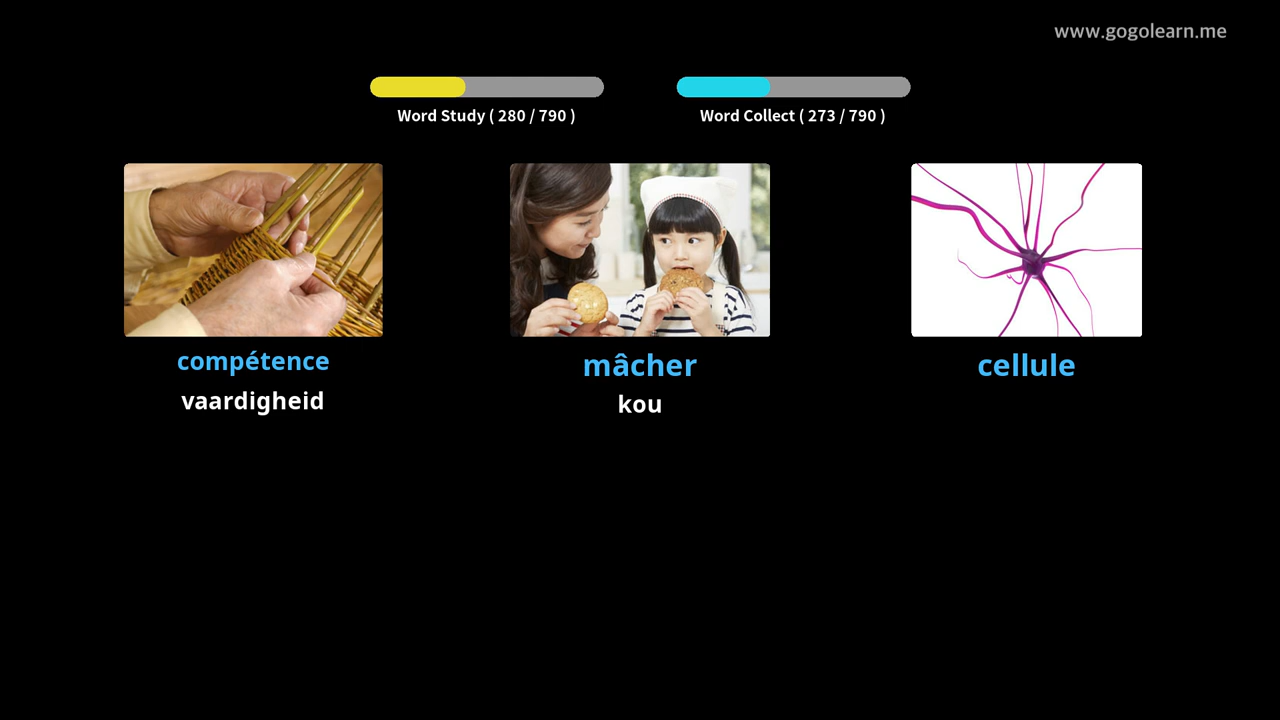 www.gogolearn.me
Word Study ( 280 / 790 )
Word Collect ( 273 / 790 )
compétence
vaardigheid
mâcher
kou
cellule